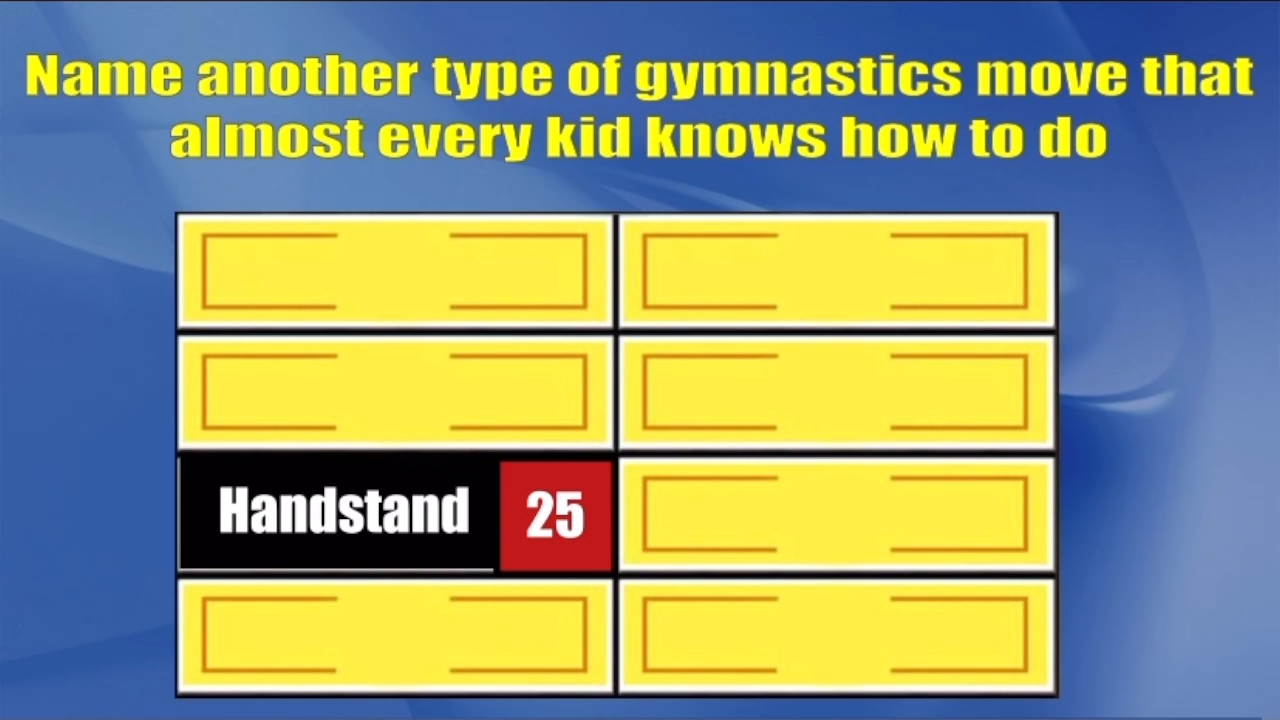 Name another type of gymnastics move that
almost every kid knows how to do
Handstand 25